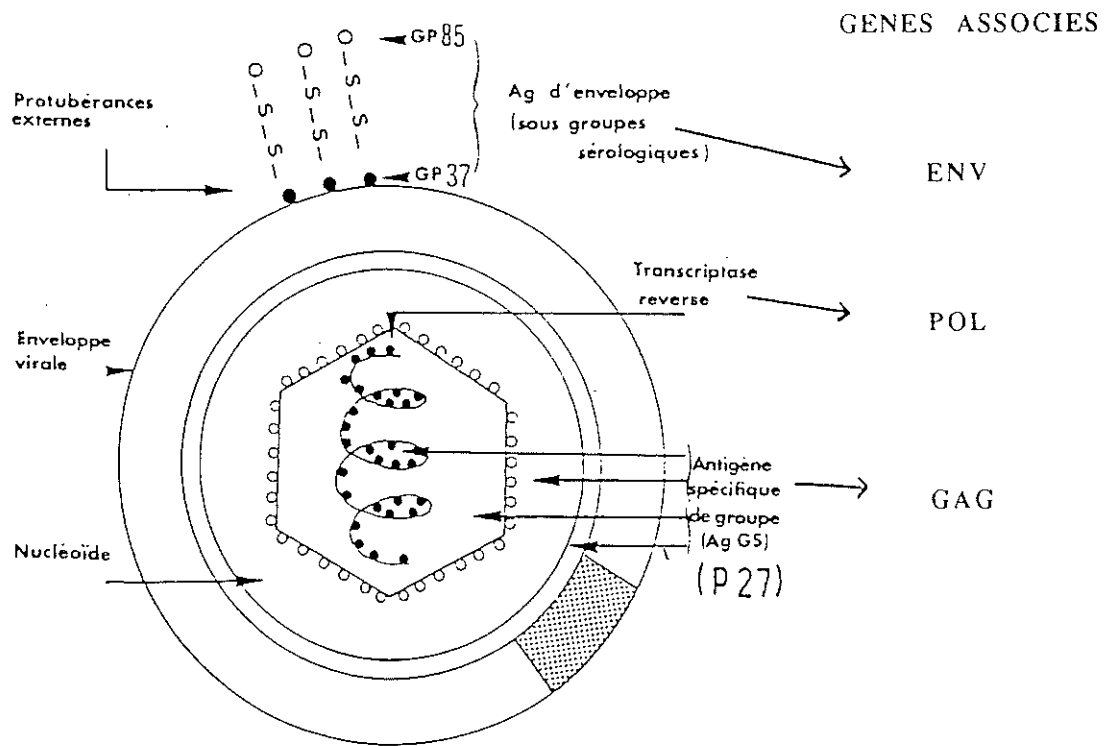 GENES ASSOCIES
GP85
O--S--S--
O--S--S--
O--S--S--
Protubérances
externes
Ag d'enveloppe
(sous groupes
sérologiques)
GP37
ENV
Transcriptase
reverse
POL
Enveloppe
virale
Antigène
spécifique
de groupe
(Ag GS)
(P27)
GAG
Nucléoïde